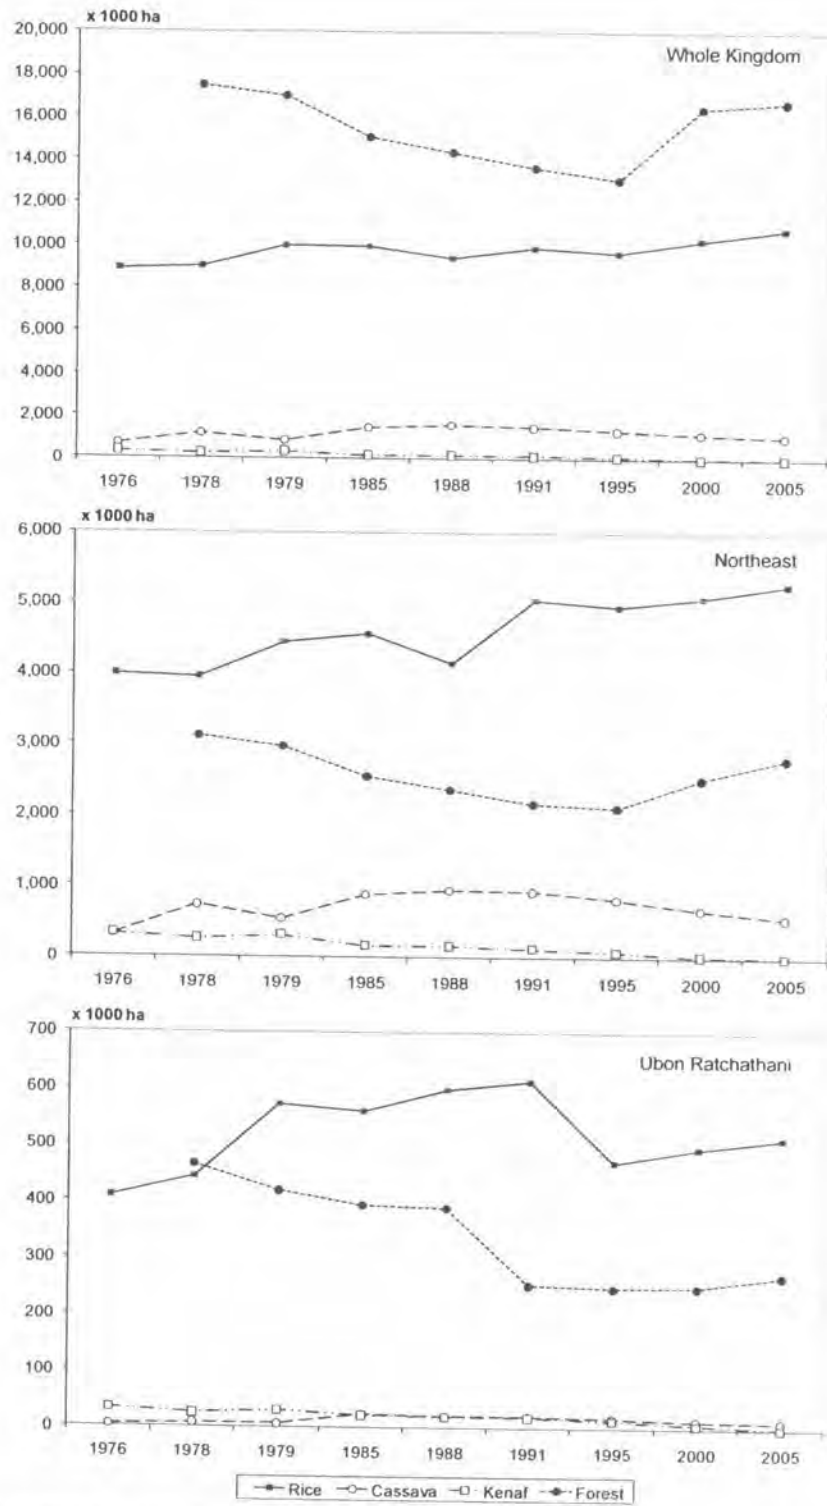 x 1000 ha
Whole Kingdom
20,000
18,000
16,000
14,000
12,000
10,000
8,000
6,000
4,000
2,000
0
1976 1978 1979 1985 1988 1991 1995 2000 2005
x 1000 ha
Northeast
6,000
5,000
4,000
3,000
2,000
1,000
0
1976 1978 1979 1985 1988 1991 1995 2000 2005
x 1000 ha
Ubon Ratchathani
700
600
500
400
300
200
100
0
1976 1978 1979 1985 1988 1991 1995 2000 2005
Rice Cassava Kenaf Forest